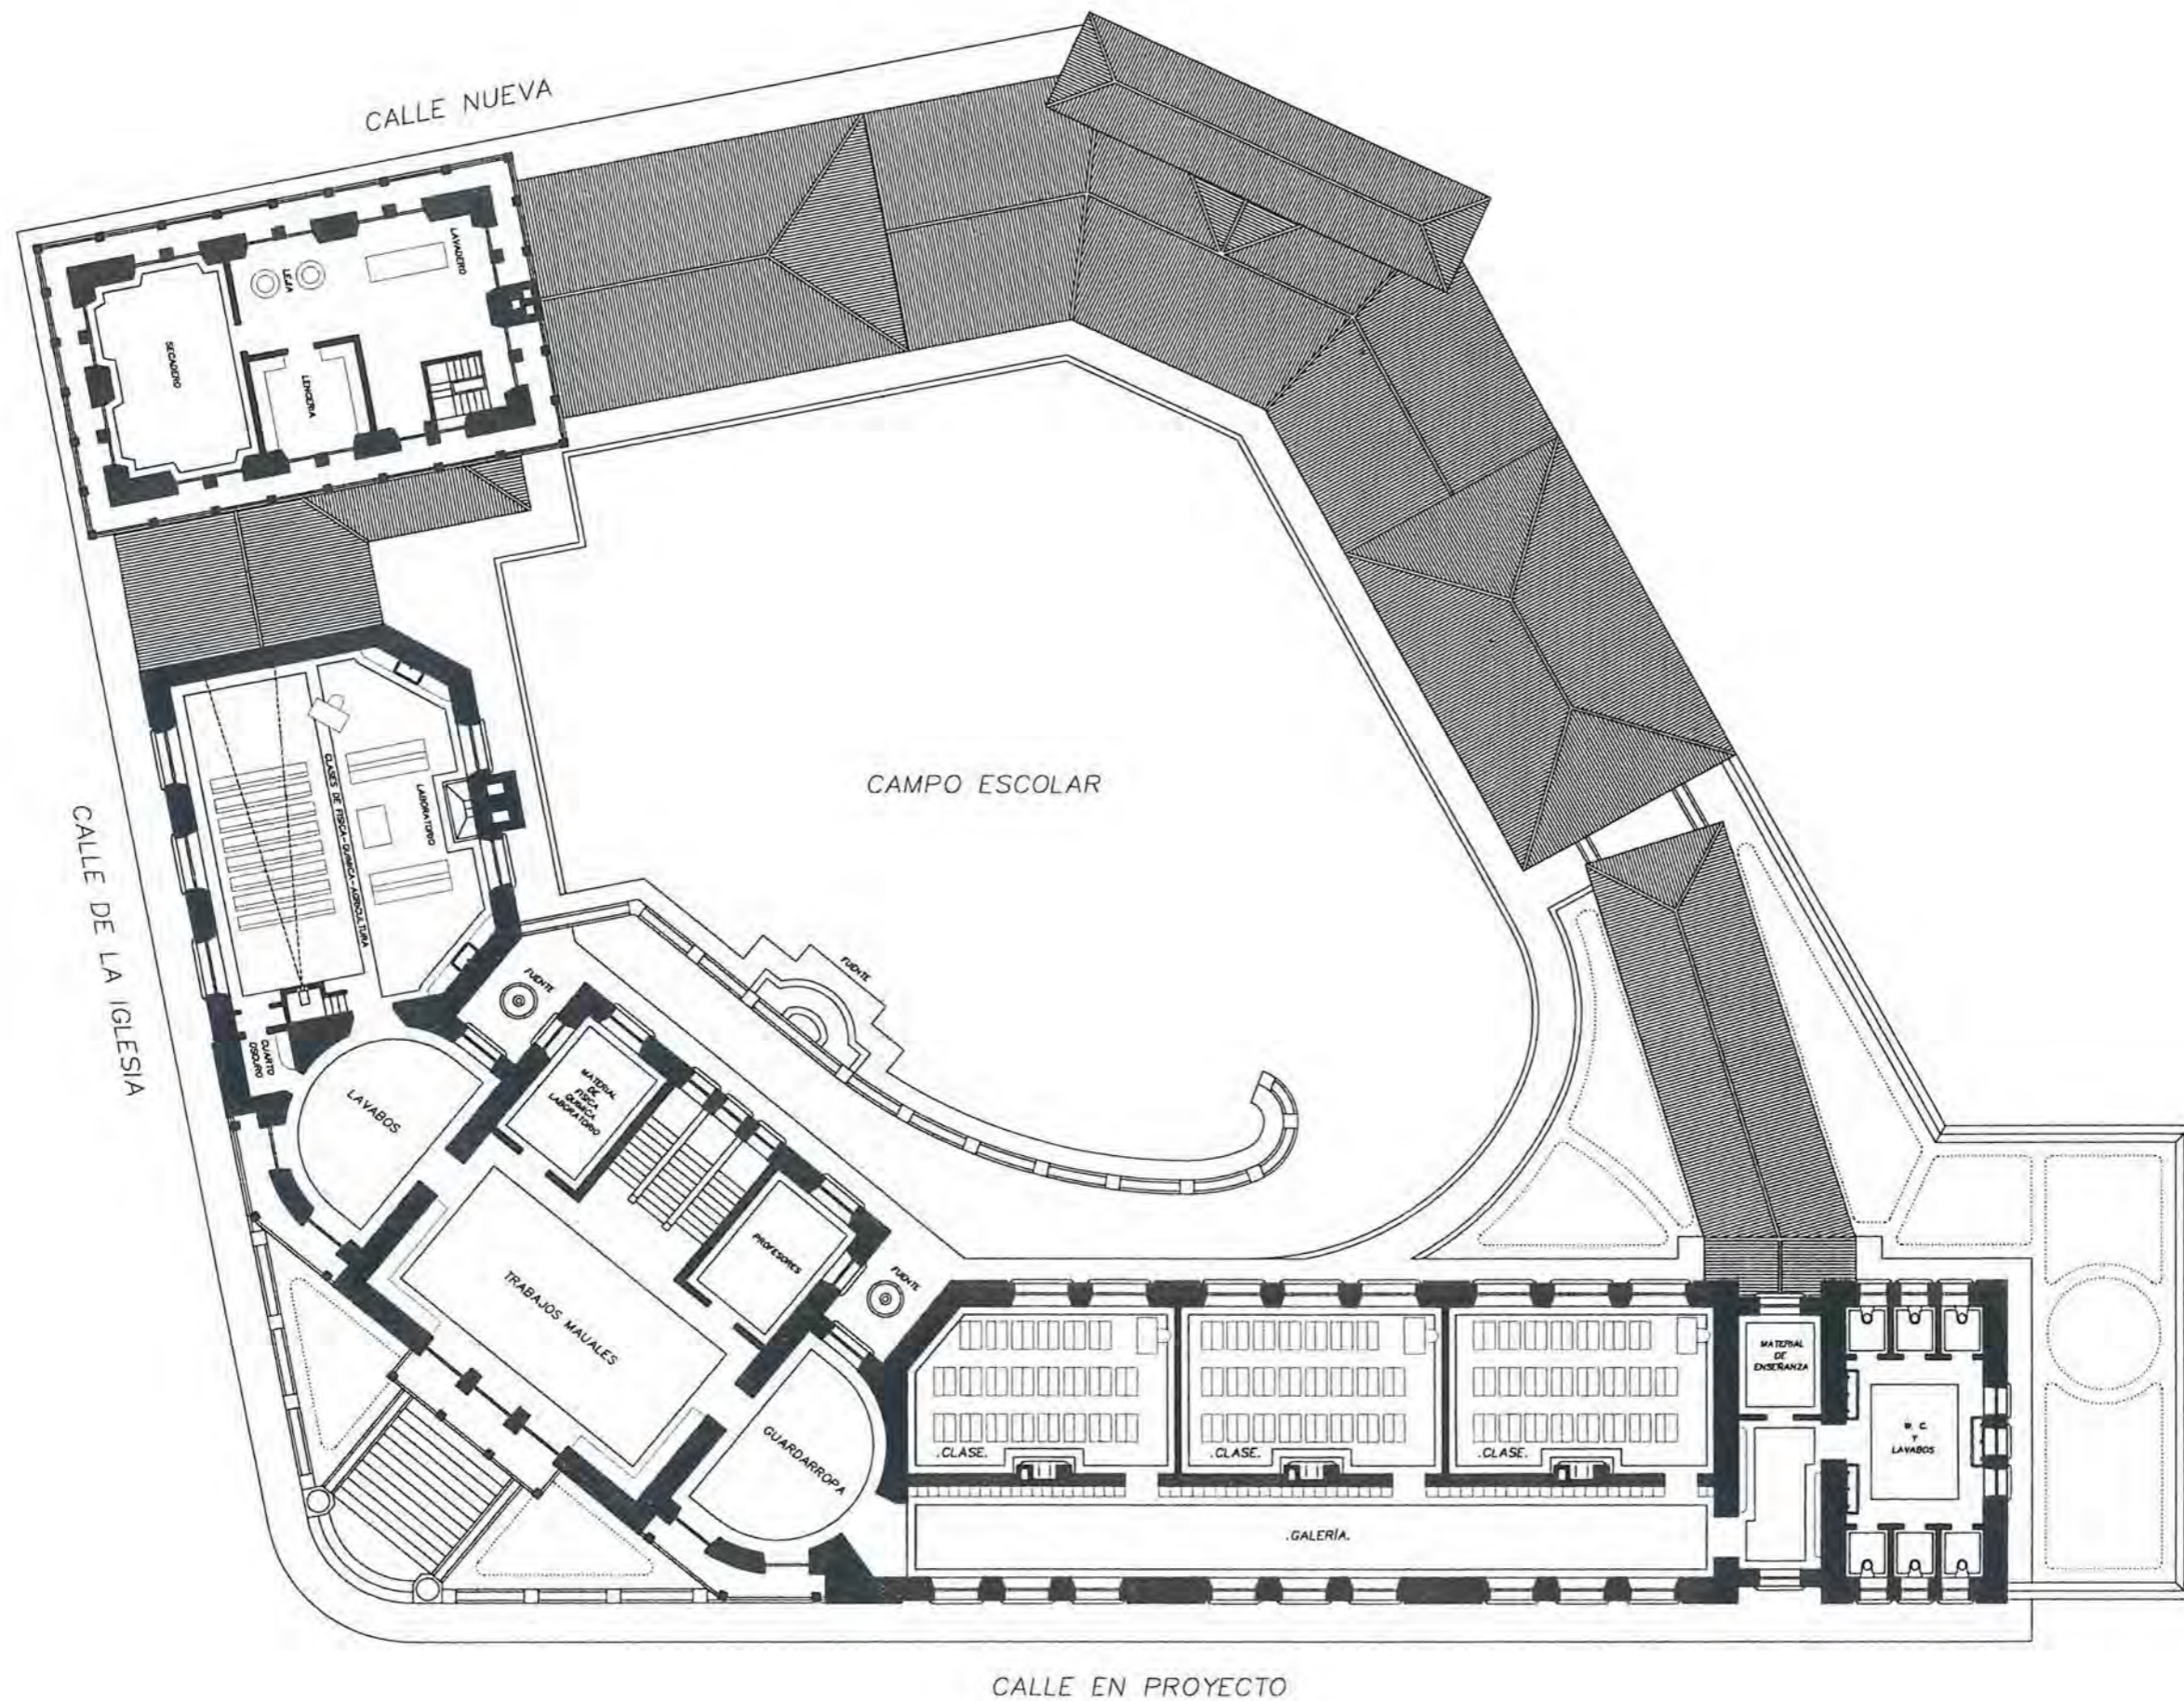 CALLE NUEVA
LAVADERO
LEJIA
SECADERO
LENCERIA
CAMPO ESCOLAR
CALLE DE LA IGLESIA
CLASES DE FISICA-QUIMICA-AGRICULTURA
LABORATORIO
CUARTO
OSCURO
FUENTE
FUENTE
LAVABOS
MATERIAL
DE
FISICA
QUIMICA
LABORATORIO
PROFESORES
FUENTE
TRABAJOS MAUALES
GUARDARROPA
.CLASE.
.CLASE.
.CLASE.
MATERIAL
DE
ENSEÑANZA
W. C.
Y
LAVABOS
.GALERÍA.
CALLE EN PROYECTO